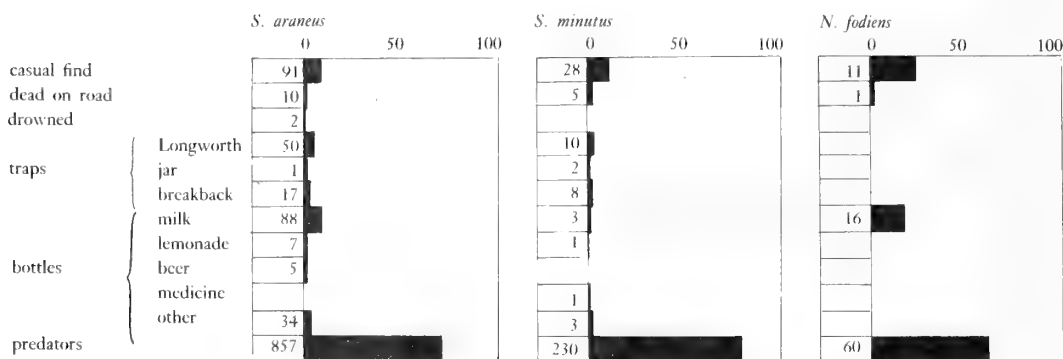 S. araneus S. minutus N. fodiens
0 50 100 0 50 100 0 50 100
casual find 91 28 11
dead on road 10 5 1
drowned 2
Longworth 50 10
traps jar 1 2
breakback 17 8
milk 88 3 16
lemonade 7 1
bottles beer 5
medicine 1
other 34 3
predators 857 230 60